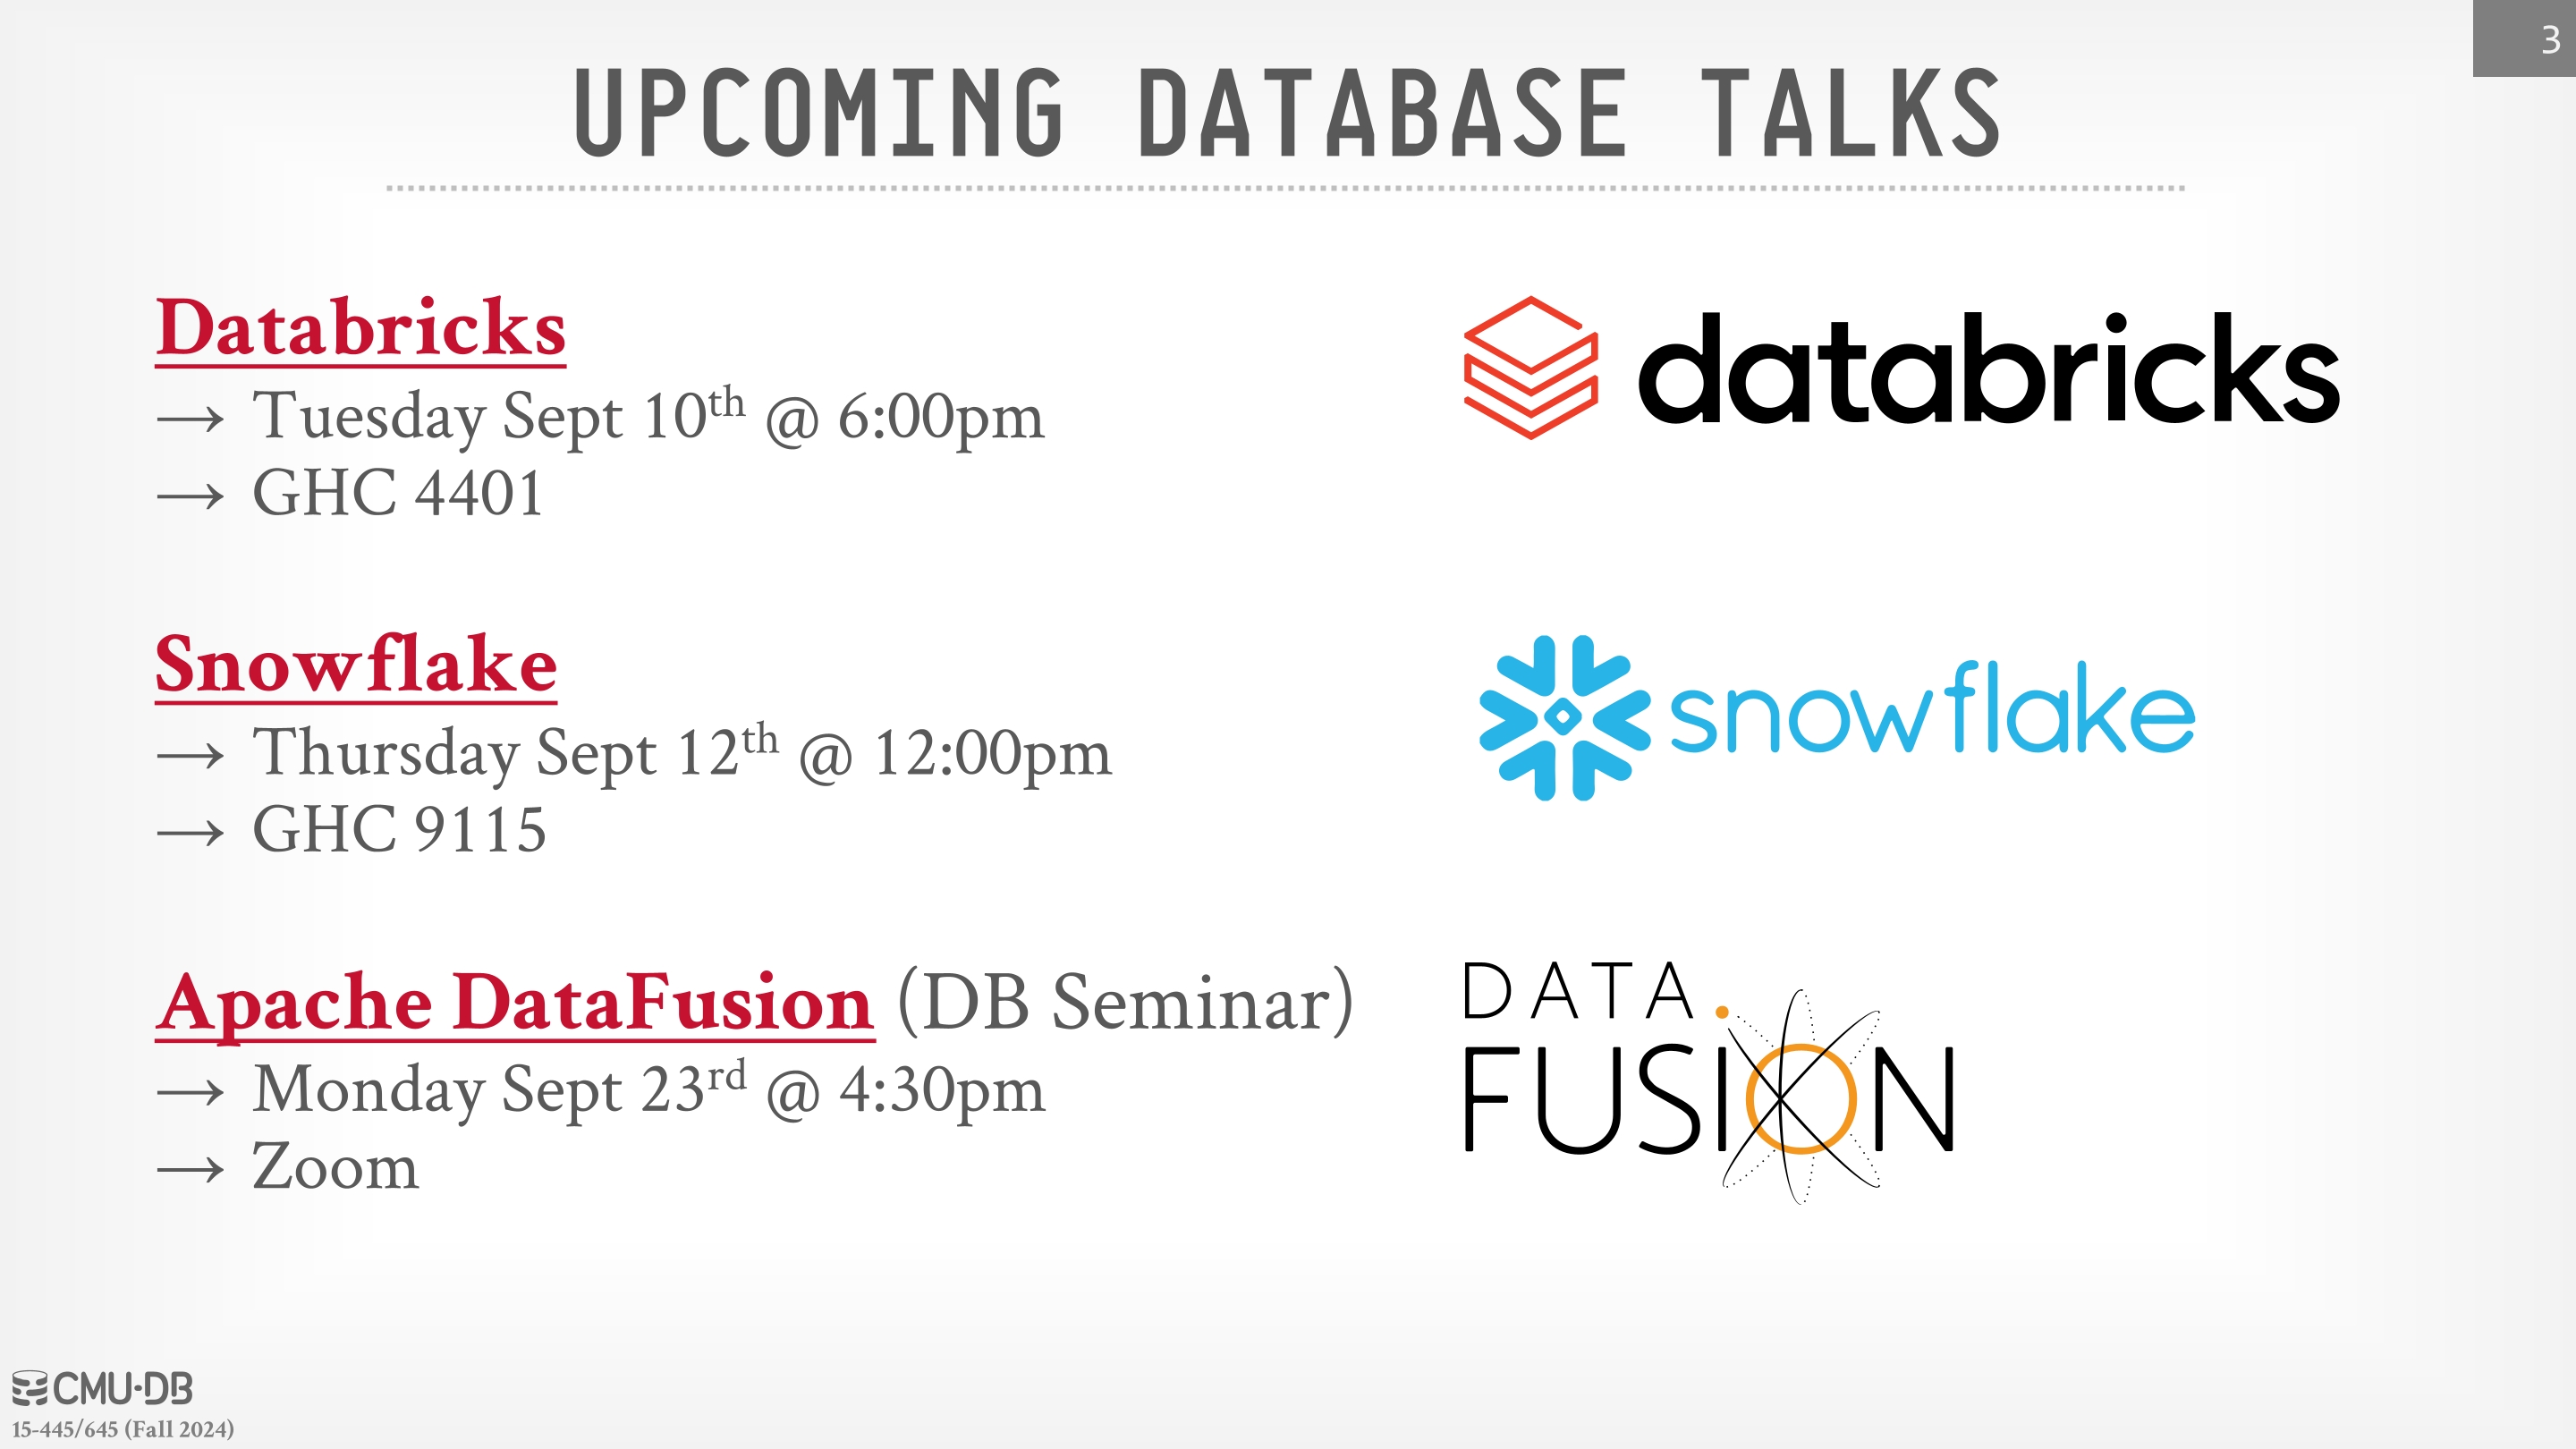 3
UPCOMING DATABASE TALKS
Databricks
→ Tuesday Sept 10th @ 6:00pm
→ GHC 4401
databricks
Snowflake
→ Thursday Sept 12th @ 12:00pm
→ GHC 9115
snowflake
Apache DataFusion (DB Seminar)
→ Monday Sept 23rd @ 4:30pm
→ Zoom
DATA
FUSION
CMU·DB
15-445/645 (Fall 2024)